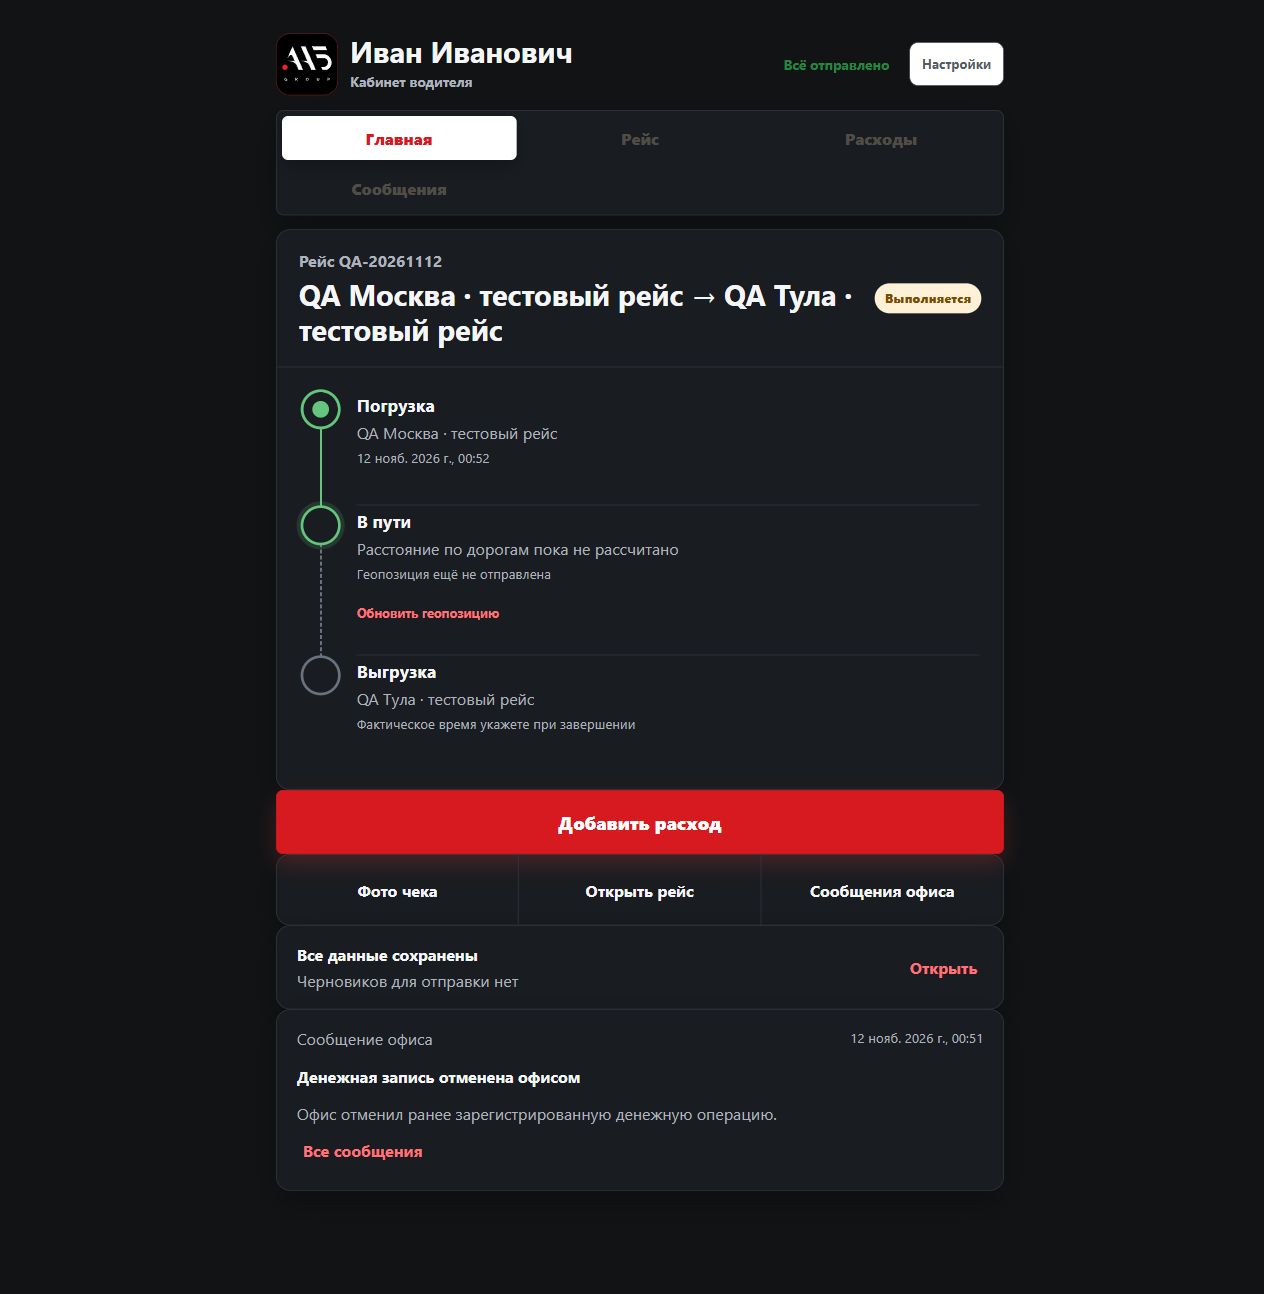 ААБ
GROUP
Иван Иванович
Кабинет водителя
Всё отправлено
Настройки
Главная
Рейс
Расходы
Сообщения
Рейс QA-20261112
QA Москва · тестовый рейс → QA Тула ·
тестовый рейс
Выполняется
Погрузка
QA Москва · тестовый рейс
12 нояб. 2026 г., 00:52
В пути
Расстояние по дорогам пока не рассчитано
Геопозиция ещё не отправлена
Обновить геопозицию
Выгрузка
QA Тула · тестовый рейс
Фактическое время укажете при завершении
Добавить расход
Фото чека
Открыть рейс
Сообщения офиса
Все данные сохранены
Черновиков для отправки нет
Открыть
Сообщение офиса
12 нояб. 2026 г., 00:51
Денежная запись отменена офисом
Офис отменил ранее зарегистрированную денежную операцию.
Все сообщения